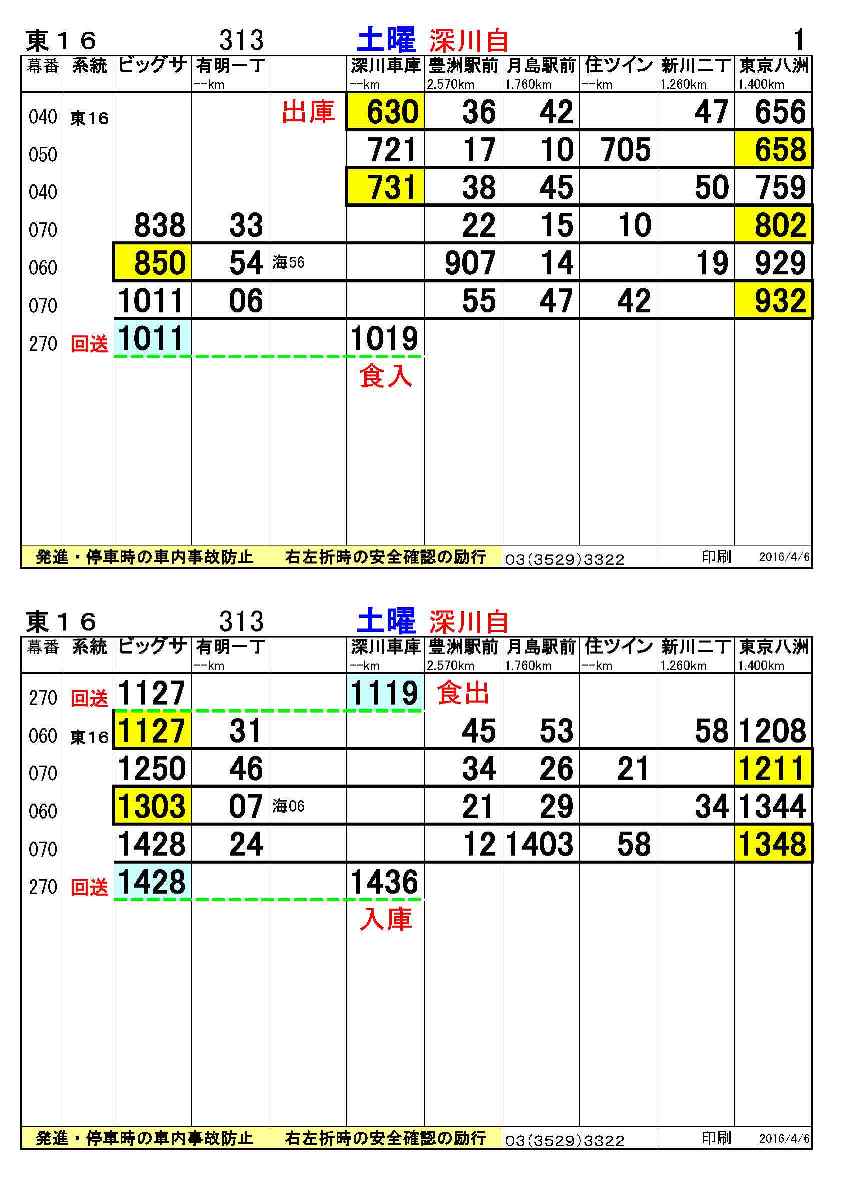 東１６ 313 土曜 深川自 1
幕番 系統 ビッグサ 有明一丁 深川車庫 豊洲駅前 月島駅前 住ツイン 新川二丁 東京八洲
--km --km 2.570km 1.760km --km 1.260km 1.400km
040 東16 出庫 630 36 42 47 656
050 721 17 10 705 658
040 731 38 45 50 759
070 838 33 22 15 10 802
060 850 54 海56 907 14 19 929
070 1011 06 55 47 42 932
270 回送 1011 1019
食入
発進・停車時の車内事故防止 右左折時の安全確認の励行 03(3529)3322 印刷 2016/4/6
東１６ 313 土曜 深川自
幕番 系統 ビッグサ 有明一丁 深川車庫 豊洲駅前 月島駅前 住ツイン 新川二丁 東京八洲
--km --km 2.570km 1.760km --km 1.260km 1.400km
270 回送 1127 1119 食出
060 東16 1127 31 45 53 58 1208
070 1250 46 34 26 21 1211
060 1303 07 海06 21 29 34 1344
070 1428 24 12 1403 58 1348
270 回送 1428 1436
入庫
発進・停車時の車内事故防止 右左折時の安全確認の励行 03(3529)3322 印刷 2016/4/6